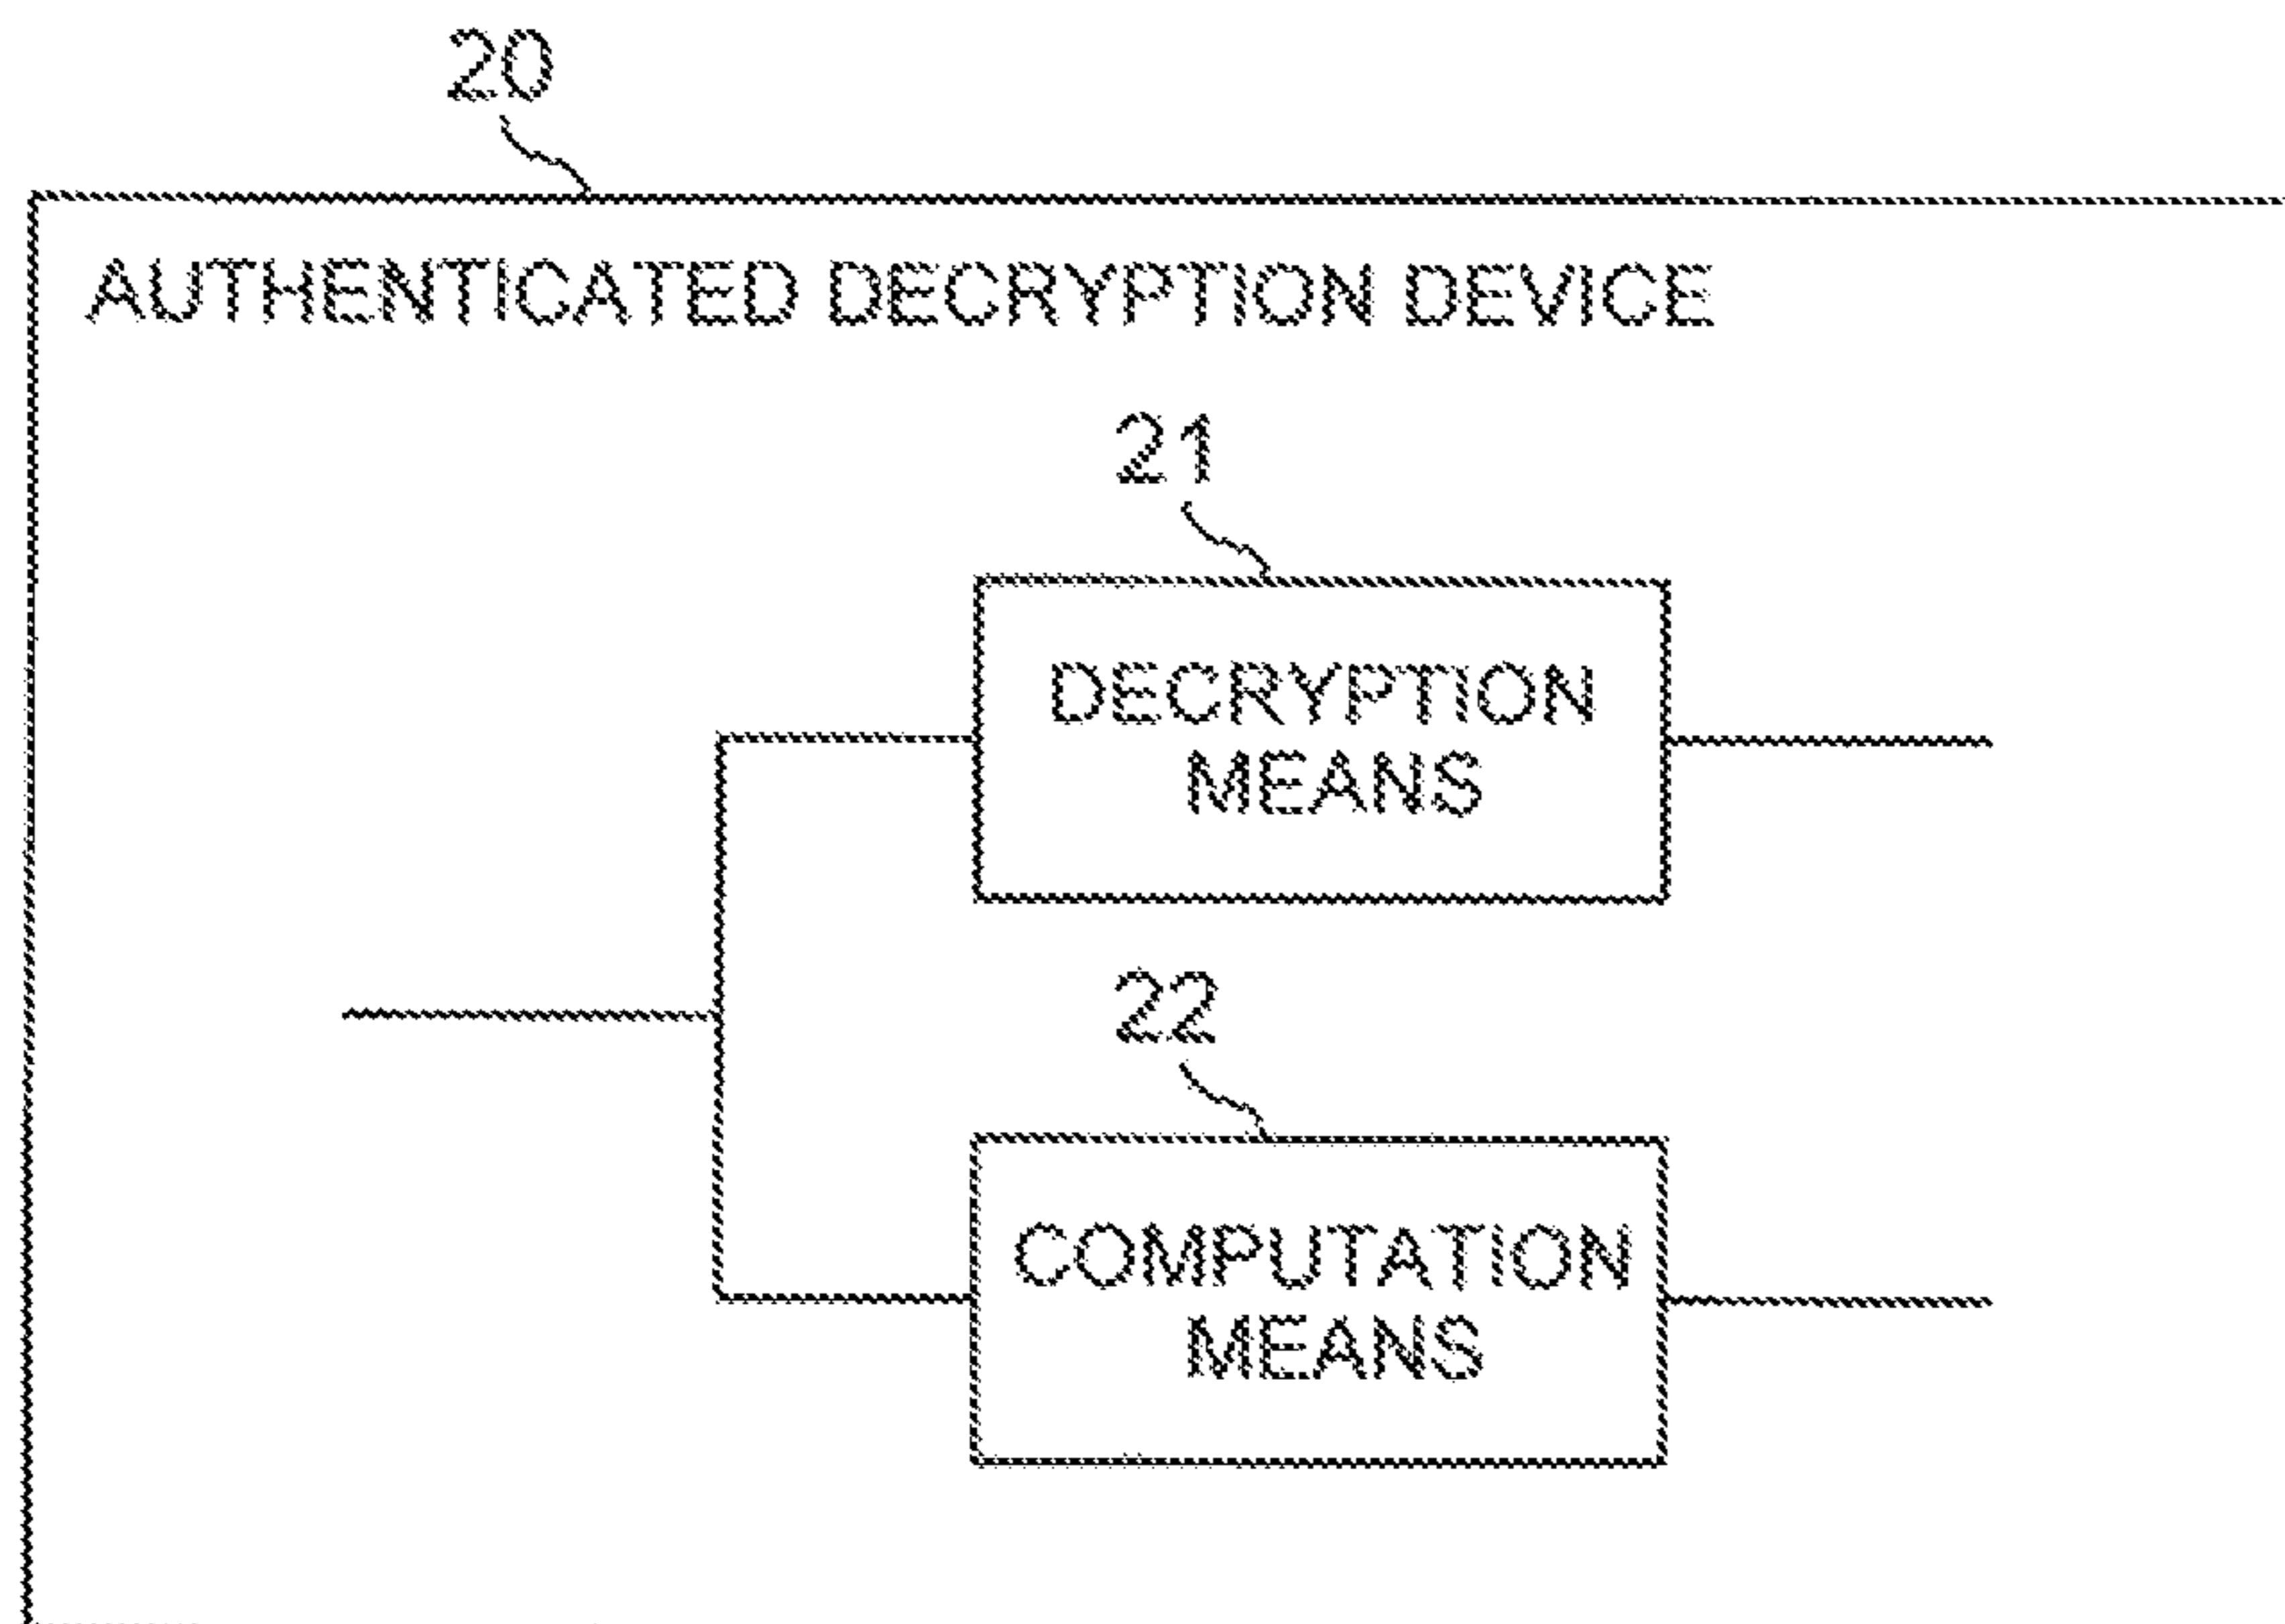 20
AUTHENTICATED DECRYPTION DEVICE
21
DECRYPTION
MEANS
22
COMPUTATION
MEANS